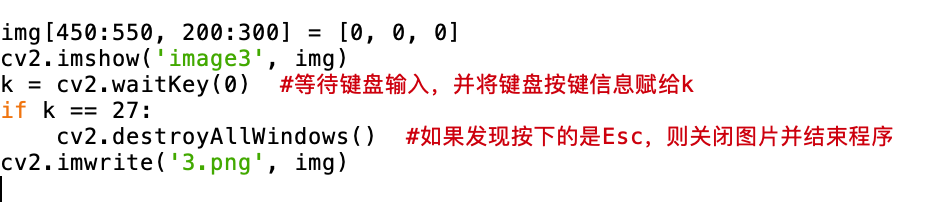 img[450:550, 200:300] = [0, 0, 0]
cv2.imshow('image3', img)
k = cv2.waitKey(0)  #等待键盘输入，并将键盘按键信息赋给k
if k == 27:
    cv2.destroyAllWindows()  #如果发现按下的是Esc，则关闭图片并结束程序
cv2.imwrite('3.png', img)